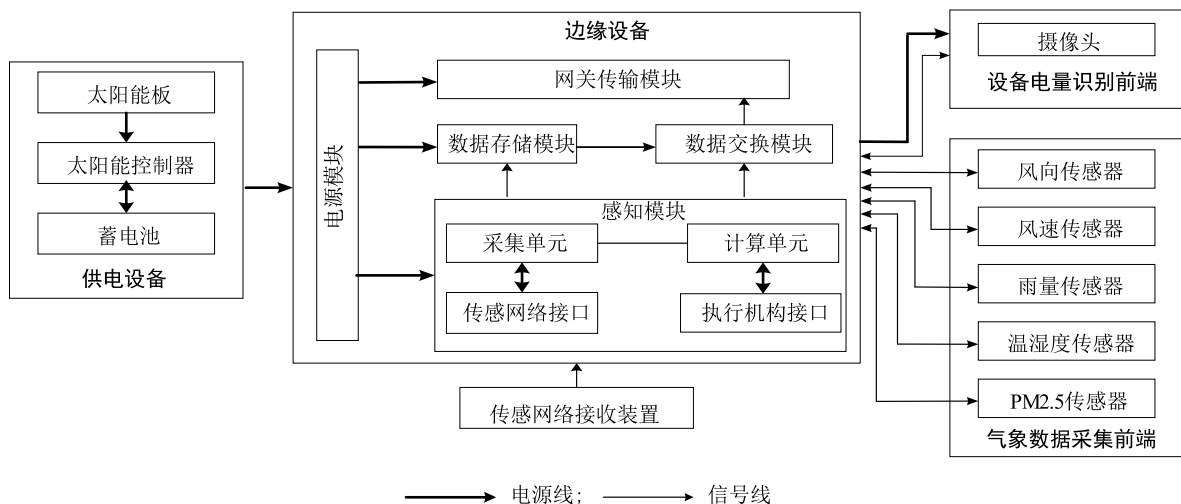 太阳能板
太阳能控制器
蓄电池
供电设备
边缘设备
电源模块
网关传输模块
数据存储模块
数据交换模块
感知模块
采集单元
计算单元
传感网络接口
执行机构接口
传感网络接收装置
摄像头
设备电量识别前端
风向传感器
风速传感器
雨量传感器
温湿度传感器
PM2.5传感器
气象数据采集前端
电源线; 信号线